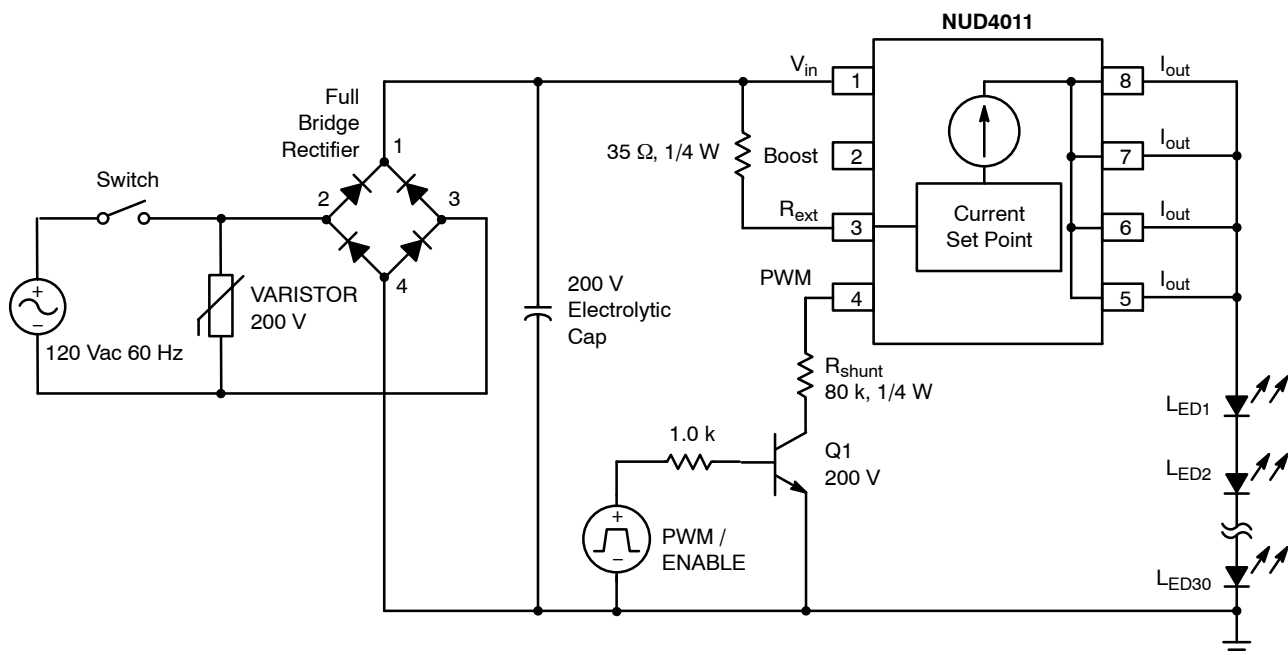 NUD4011
Full
Bridge
Rectifier
1
2
3
4
Switch
+
−
120 Vac 60 Hz
VARISTOR
200 V
200 V
Electrolytic
Cap
35 Ω, 1/4 W
Vin
1
Boost
2
Rext
3
PWM
4
Current
Set Point
8
Iout
7
Iout
6
Iout
5
Iout
Rshunt
80 k, 1/4 W
1.0 k
Q1
200 V
+
−
PWM /
ENABLE
LED1
LED2
LED30